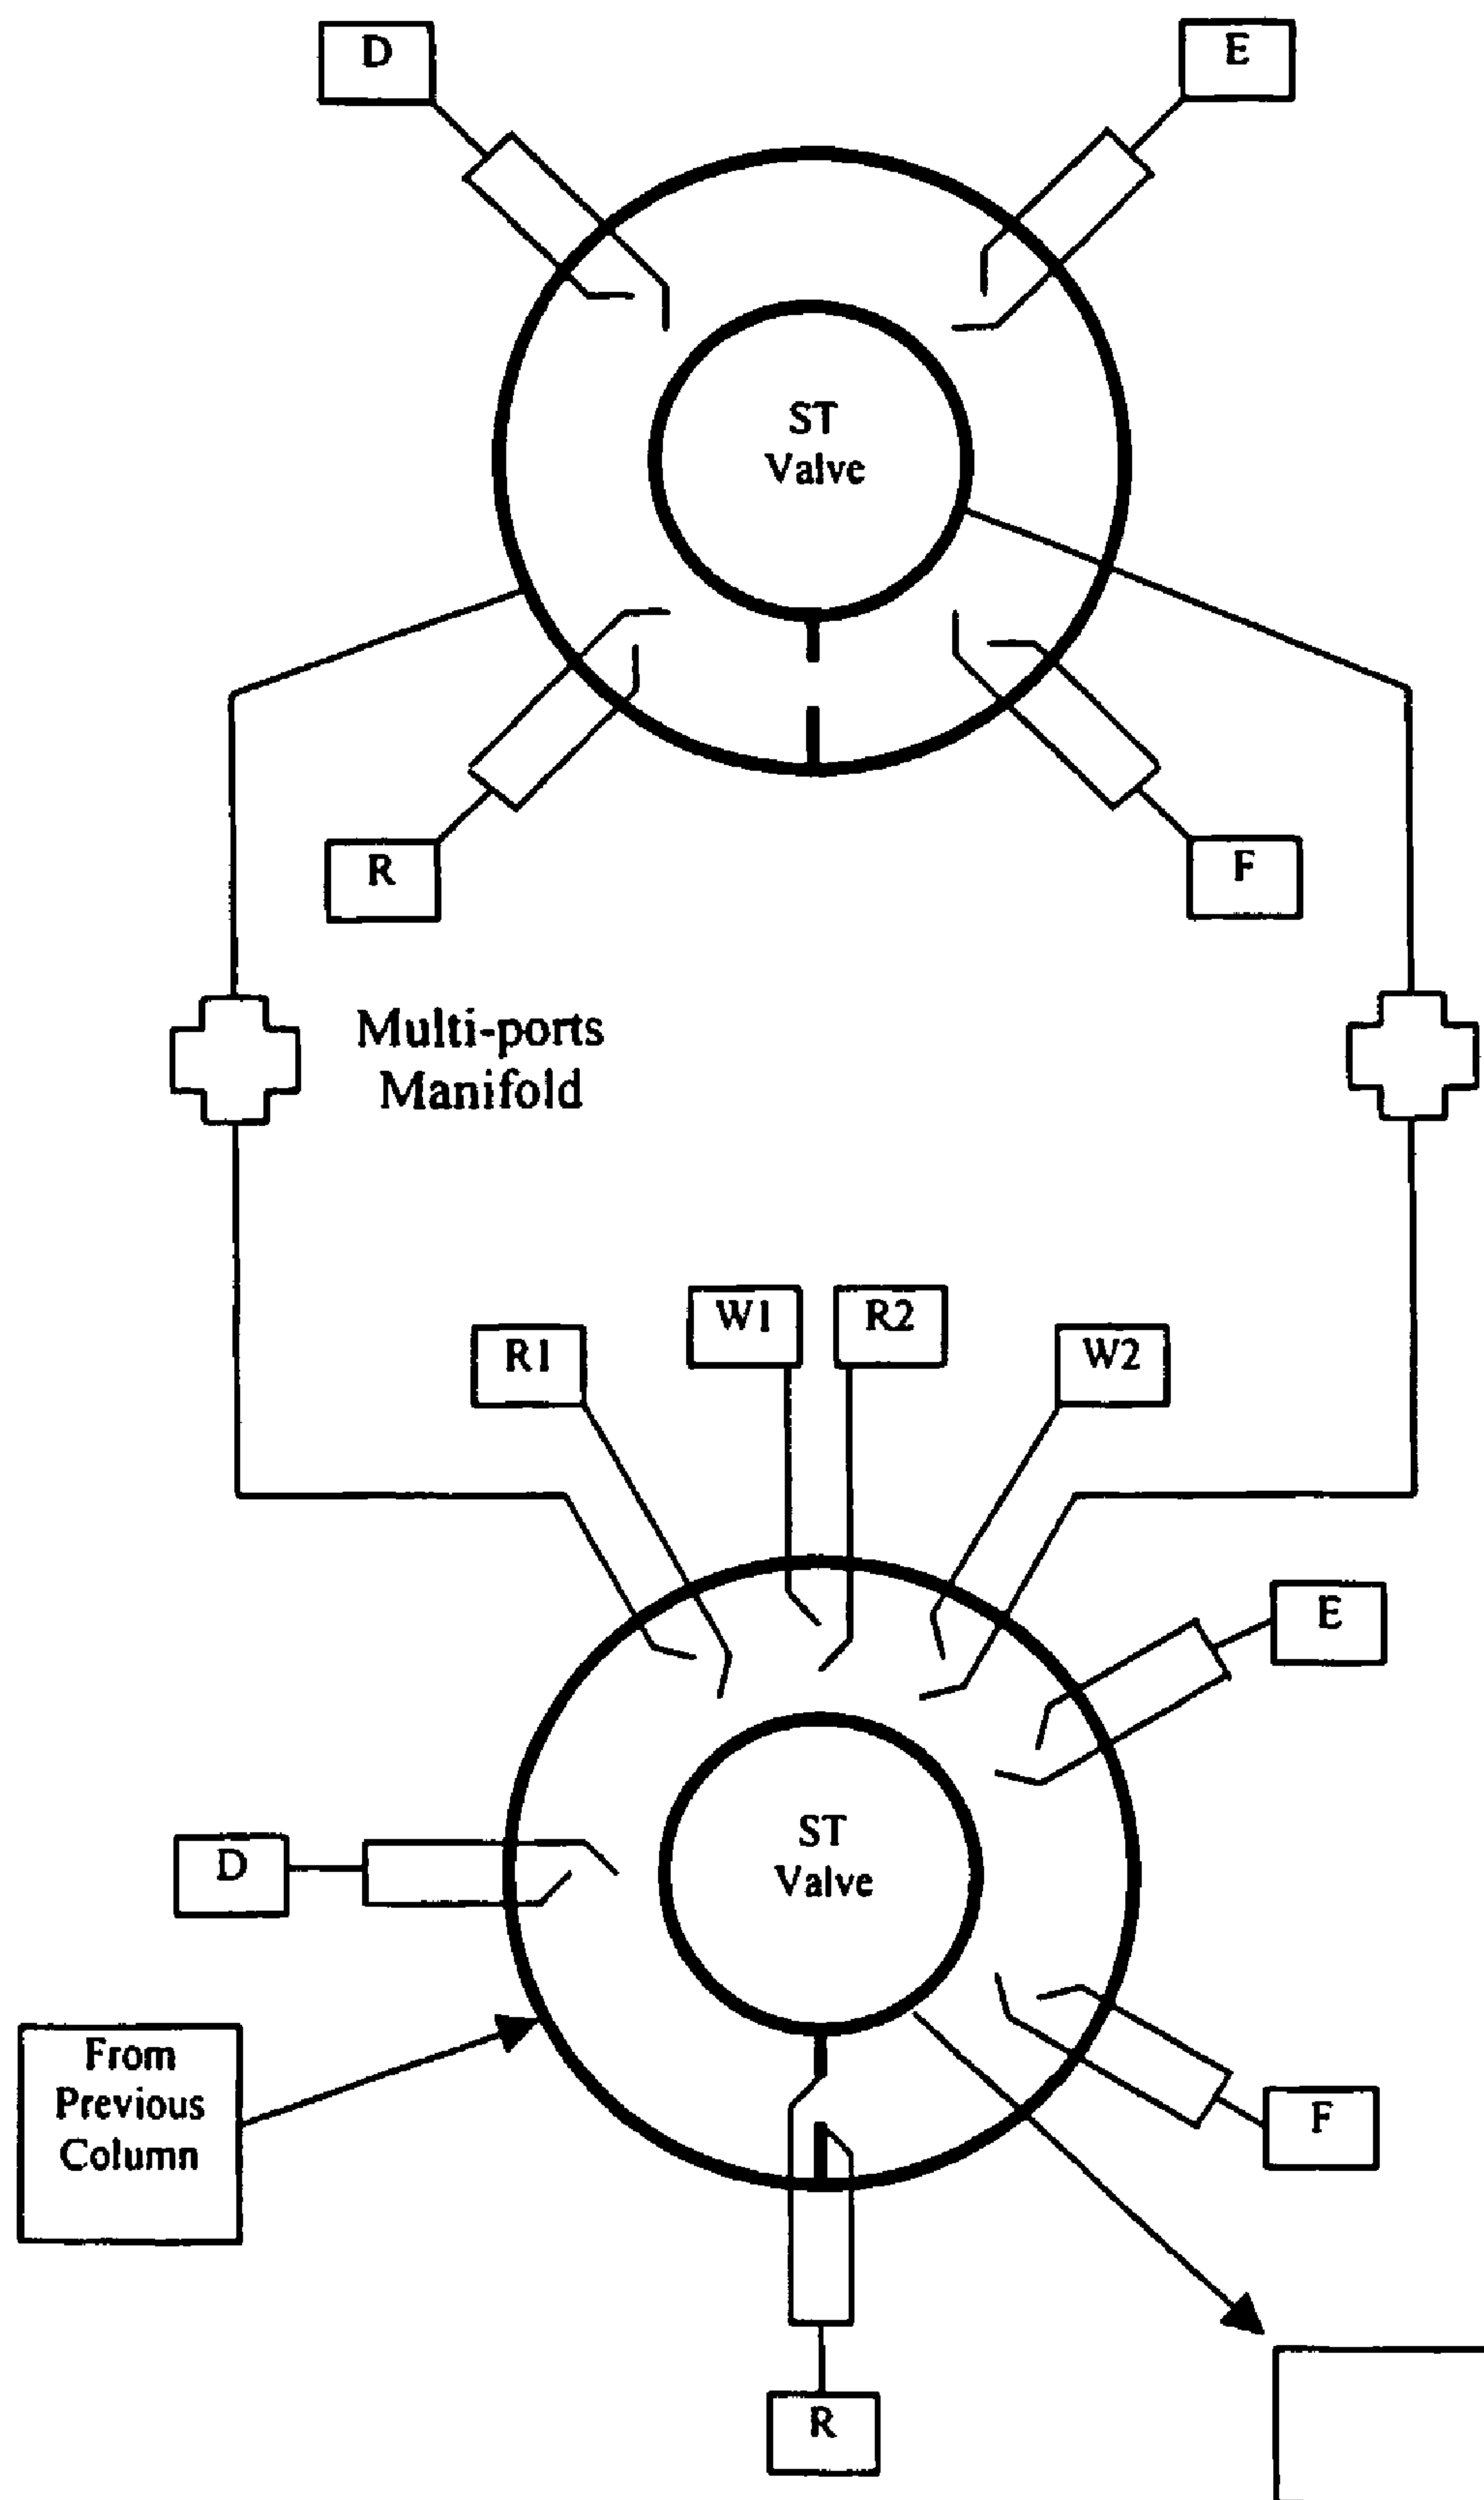 D
E
ST
Valve
R
F
Multi-ports
Manifold
W1
R2
R1
W2
E
ST
Valve
D
From
Previous
Column
F
R